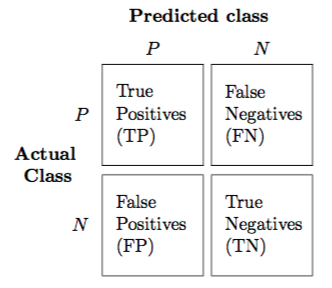 Predicted class
P N
True
Positives
(TP)
False
Negatives
(FN)
P
Actual
Class
False
Positives
(FP)
True
Negatives
(TN)
N